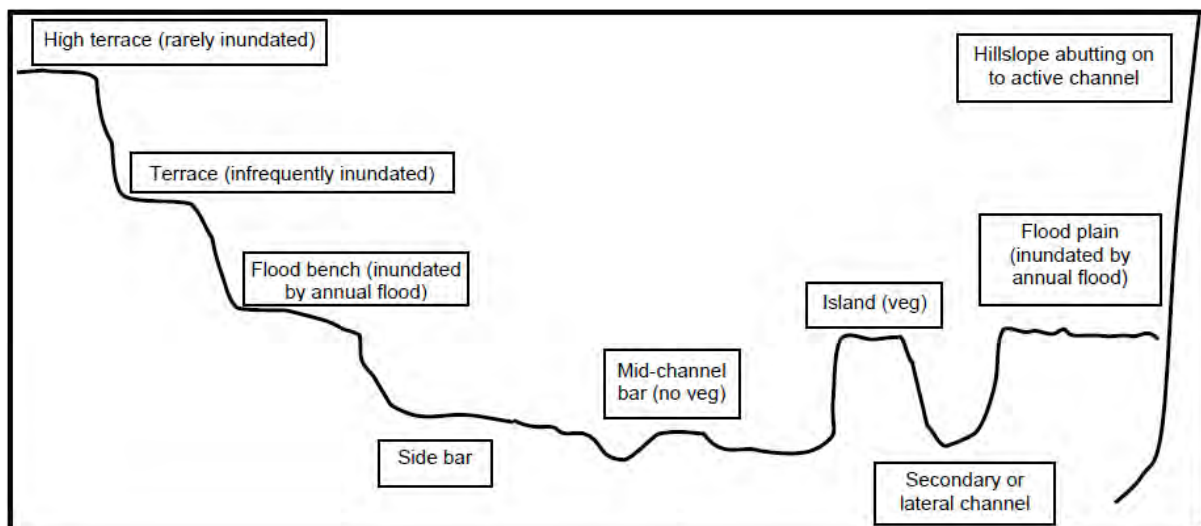 High terrace (rarely inundated)
Hillslope abutting on
to active channel
Terrace (infrequently inundated)
Flood bench (inundated
by annual flood)
Flood plain
(inundated by
annual flood)
Island (veg)
Mid-channel
bar (no veg)
Side bar
Secondary or
lateral channel